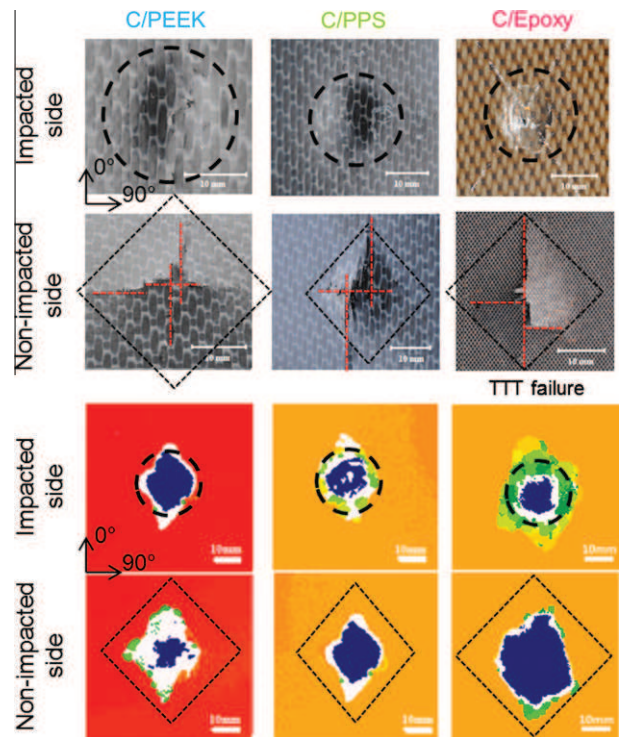 C/PEEK C/PPS C/Epoxy
Impacted side
10 mm 10 mm 10 mm
0°
90°
Non-impacted side
10 mm 10 mm 10 mm
TTT failure
Impacted side
10mm 10mm 10mm
0°
90°
Non-impacted side
10mm 10mm 10mm